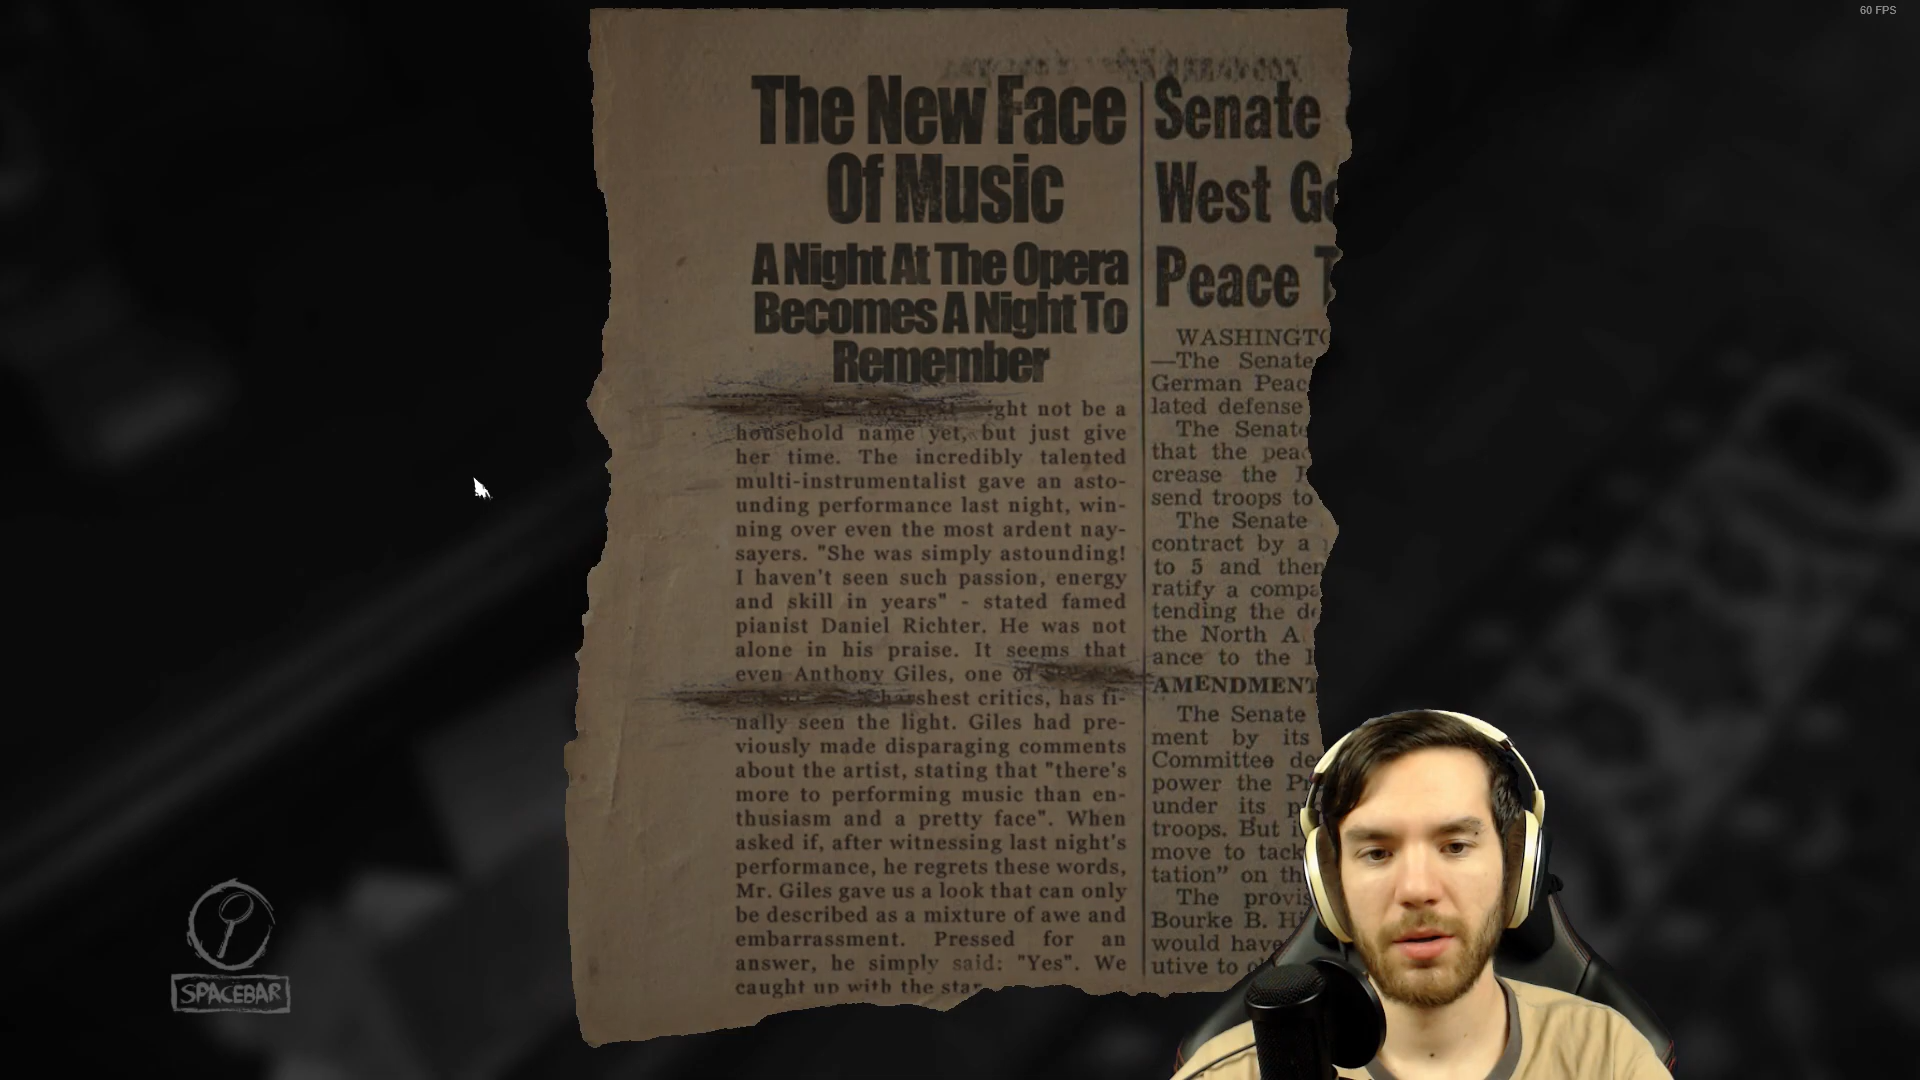 60 FPS
The New Face
Of Music
A Night At The Opera
Becomes A Night To
Remember
not be a
household name yet, but just give
her time. The incredibly talented
multi-instrumentalist gave an asto-
unding performance last night, win-
ning over even the most ardent nay-
sayers. "She was simply astounding!
I haven't seen such passion, energy
and skill in years" - stated famed
pianist Daniel Richter. He was not
alone in his praise. It seems that
even Anthony Giles, one of
harshest critics, has fi-
nally seen the light. Giles had pre-
viously made disparaging comments
about the artist, stating that "there's
more to performing music than en-
thusiasm and a pretty face". When
asked if, after witnessing last night's
performance, he regrets these words,
Mr. Giles gave us a look that can only
be described as a mixture of awe and
embarrassment. Pressed for an
answer, he simply said: "Yes". We
caught up with the star
Senate
West Ge
Peace T
WASHINGTO
—The Senate
German Peac
lated defense
The Senate
that the peac
crease the
send troops to
The Senate
contract by a
to 5 and then
ratify a compa
tending the de
the North A
ance to the
AMENDMENT
The Senate
ment by its
Committee de
power the Pr
under its
troops. But i
move to tack
tation" on th
The provis
Bourke B. Hi
would have
utive to
SPACEBAR